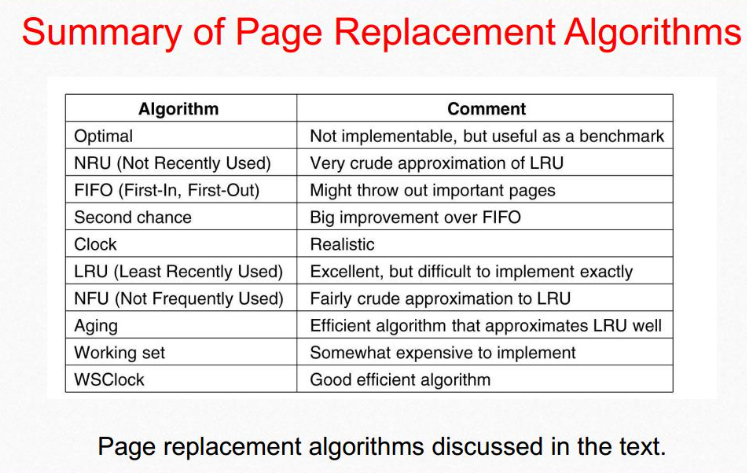 Summary of Page Replacement Algorithms
Algorithm Comment
Optimal Not implementable, but useful as a benchmark
NRU (Not Recently Used) Very crude approximation of LRU
FIFO (First-In, First-Out) Might throw out important pages
Second chance Big improvement over FIFO
Clock Realistic
LRU (Least Recently Used) Excellent, but difficult to implement exactly
NFU (Not Frequently Used) Fairly crude approximation to LRU
Aging Efficient algorithm that approximates LRU well
Working set Somewhat expensive to implement
WSClock Good efficient algorithm
Page replacement algorithms discussed in the text.